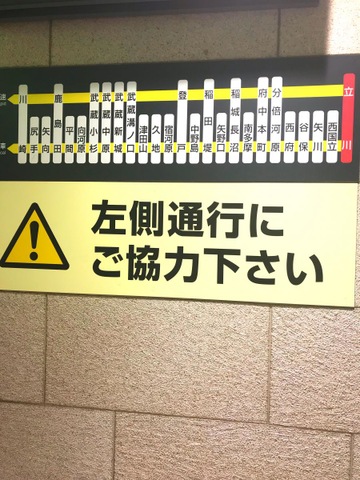 川崎
尻手
矢向
鹿島田
平間
向河原
武蔵小杉
武蔵中原
武蔵新城
武蔵溝ノ口
津田山
久地
宿河原
登戸
中野島
稲田堤
矢野口
稲城長沼
南多摩
府中本町
分倍河原
西府
谷保
矢川
西国立
立川
左側通行に
ご協力下さい